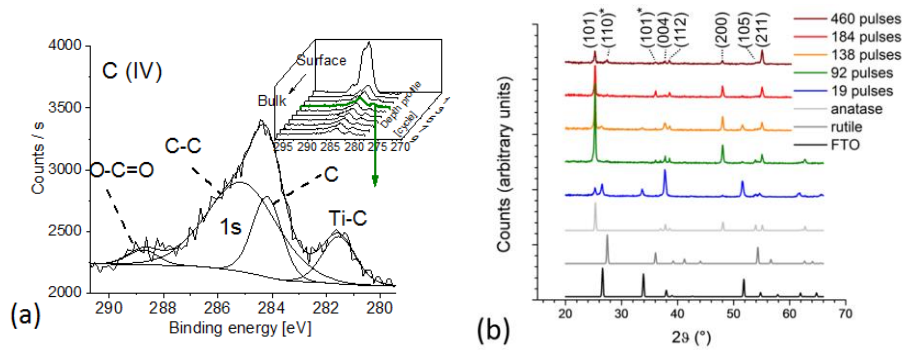 C (IV)
Surface
Bulk
Depth profile
[cycle]
295 290 285 280 275 270
4000
3500
3000
2500
2000
Counts / s
O-C=O
C-C
1s
C
Ti-C
290 288 286 284 282 280
Binding energy [eV]
(a)
(101)
(110)*
(101)*
(004)
(112)
(200)
(105)
(211)
460 pulses
184 pulses
138 pulses
92 pulses
19 pulses
anatase
rutile
FTO
Counts (arbitrary units)
20 30 40 50 60 70
2ϑ (°)
(b)